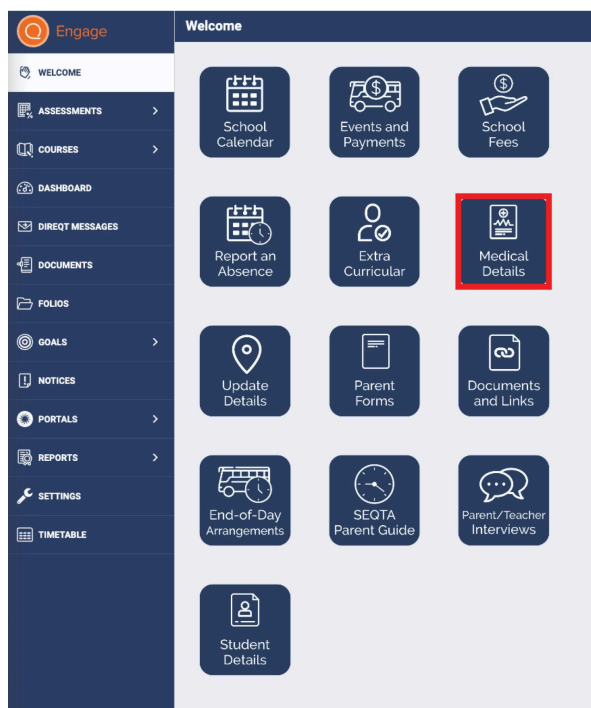 Engage
WELCOME
ASSESSMENTS
COURSES
DASHBOARD
DIREQT MESSAGES
DOCUMENTS
FOLIOS
GOALS
NOTICES
PORTALS
REPORTS
SETTINGS
TIMETABLE
Welcome
School
Calendar
Events and
Payments
School
Fees
Report an
Absence
Extra
Curricular
Medical
Details
Update
Details
Parent
Forms
Documents
and Links
End-of-Day
Arrangements
SEQTA
Parent Guide
Parent/Teacher
Interviews
Student
Details